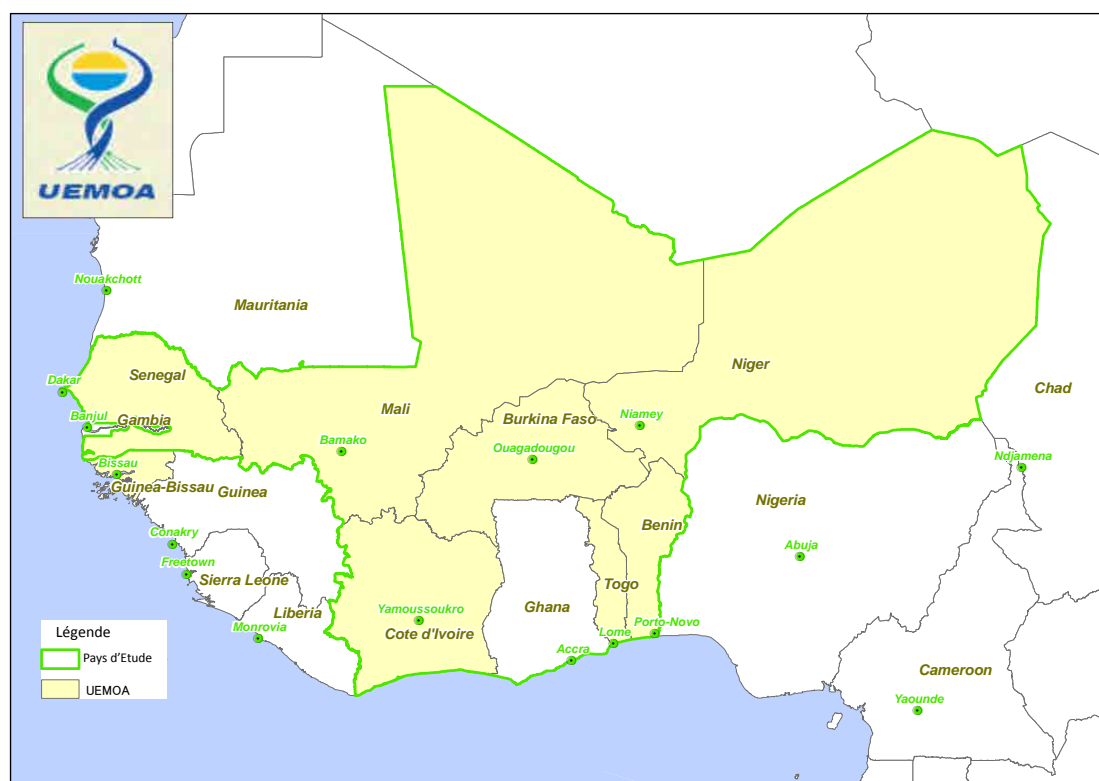 UEMOA
Nouakchott
Mauritania
Senegal
Dakar
Niger
Chad
Mali
Banjul
Gambia
Burkina Faso
Niamey
Bamako
Ouagadougou
Bissau
Ndjamena
Guinea-Bissau
Guinea
Nigeria
Benin
Conakry
Abuja
Freetown
Sierra Leone
Togo
Liberia
Ghana
Yamoussoukro
Monrovia
Cote d'Ivoire
Lome
Porto-Novo
Accra
Cameroon
Yaounde
Légende
Pays d'Etude
UEMOA